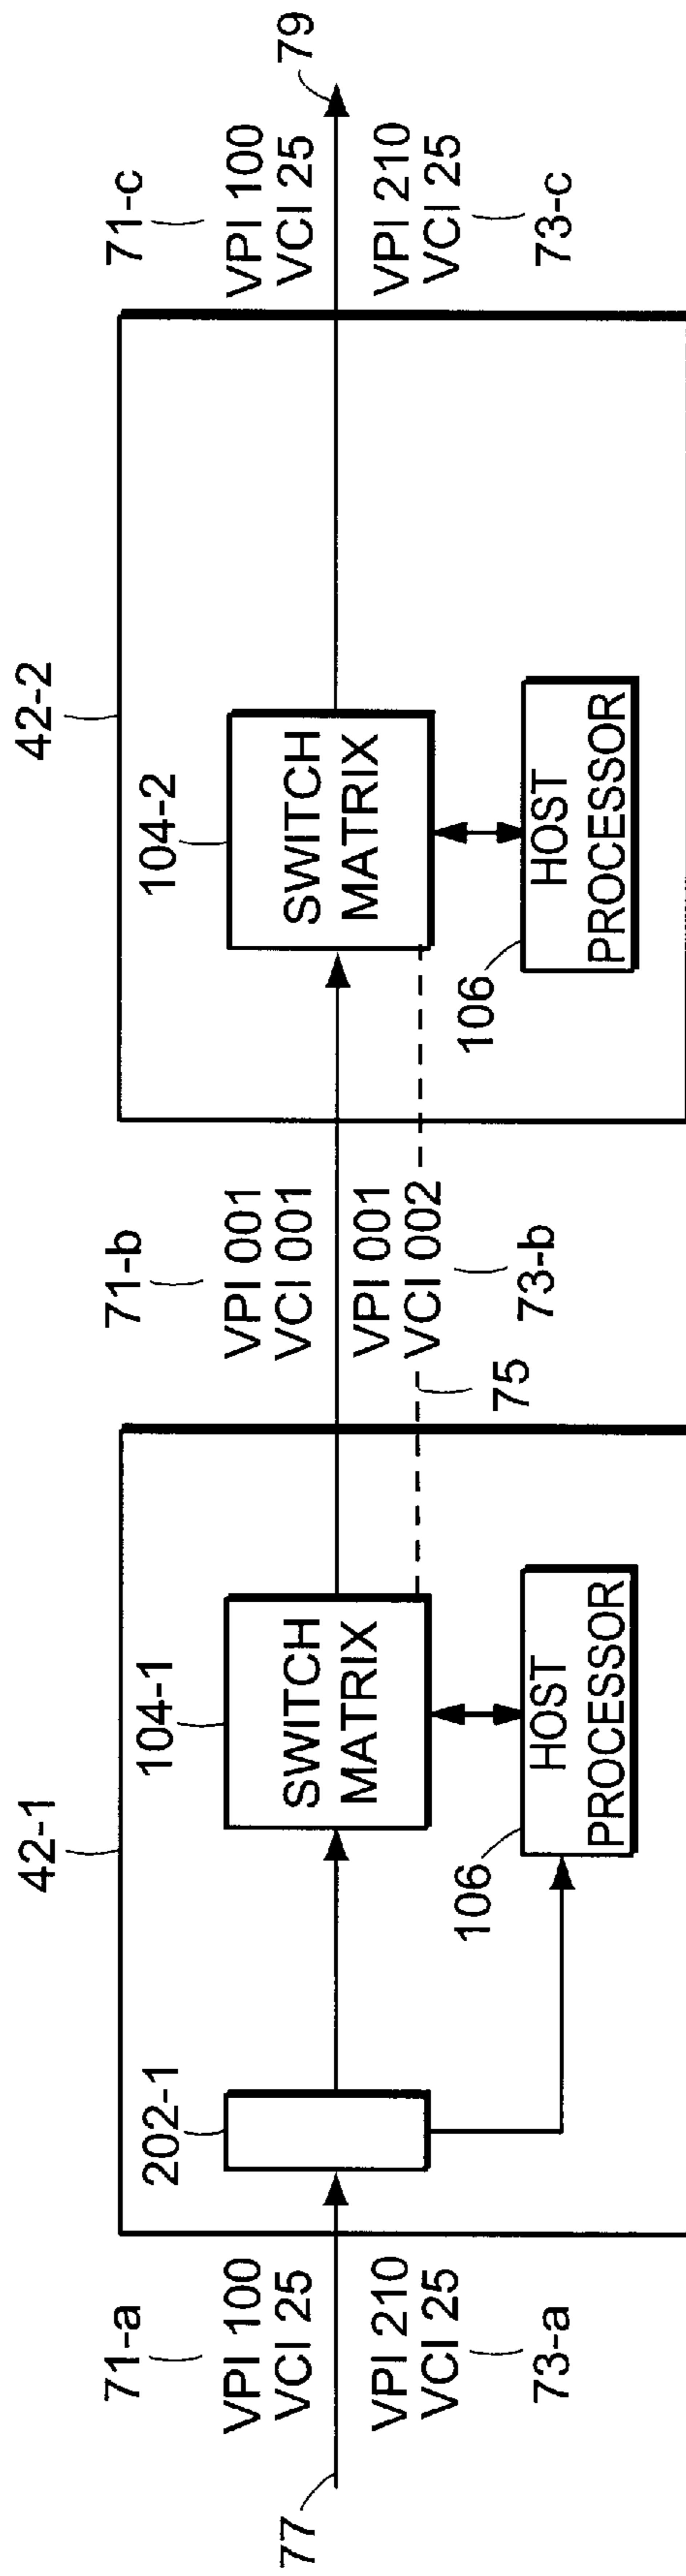 42-1
42-2
71-a
71-b
71-c
VPI 100
VCI 25
VPI 001
VCI 001
VPI 100
VCI 25
77
79
VPI 210
VCI 25
73-a
VPI 001
VCI 002
73-b
VPI 210
VCI 25
73-c
75
202-1
104-1
SWITCH
MATRIX
106
HOST
PROCESSOR
104-2
SWITCH
MATRIX
106
HOST
PROCESSOR